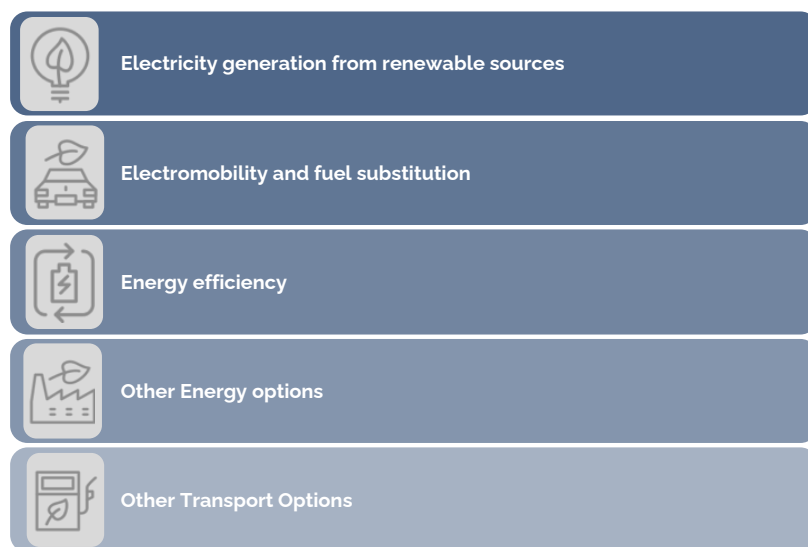 Electricity generation from renewable sources
Electromobility and fuel substitution
Energy efficiency
Other Energy options
Other Transport Options